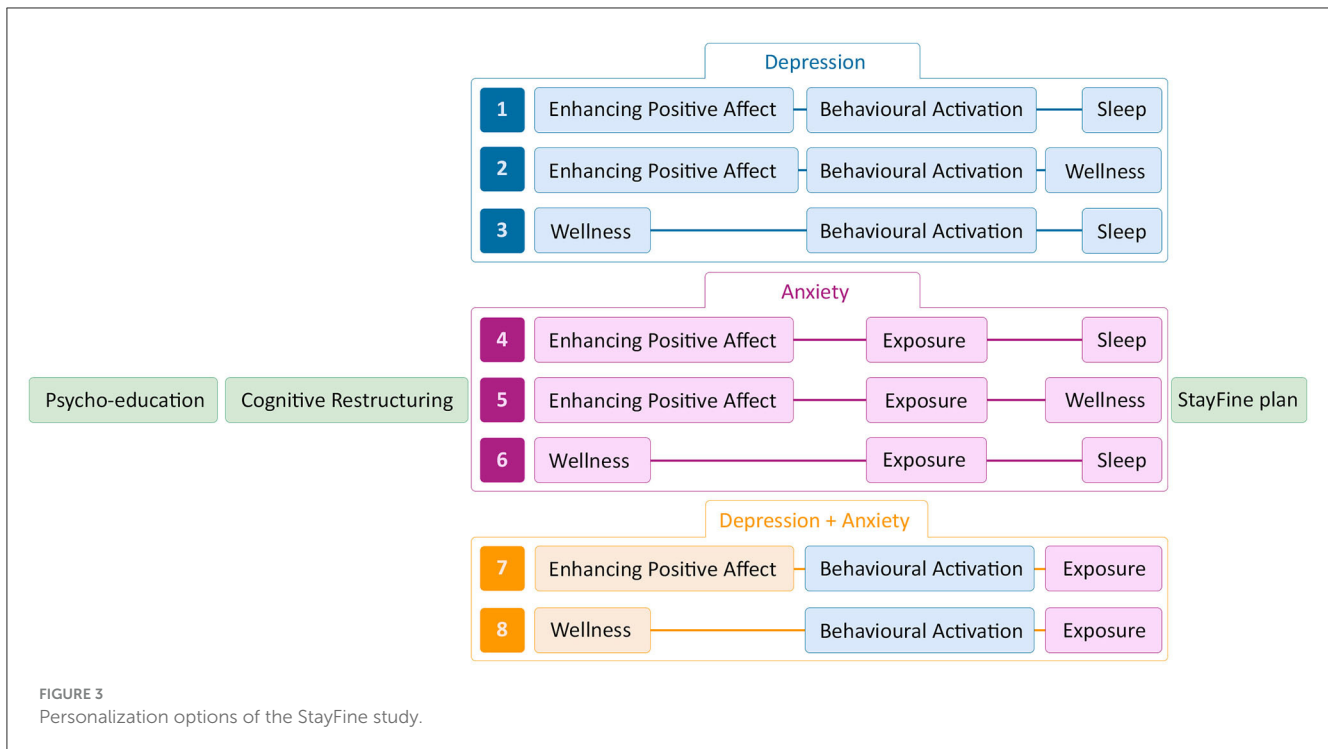 Depression
1 Enhancing Positive Affect Behavioural Activation Sleep
2 Enhancing Positive Affect Behavioural Activation Wellness
3 Wellness Behavioural Activation Sleep
Anxiety
4 Enhancing Positive Affect Exposure Sleep
Psycho-education Cognitive Restructuring 5 Enhancing Positive Affect Exposure Wellness StayFine plan
6 Wellness Exposure Sleep
Depression + Anxiety
7 Enhancing Positive Affect Behavioural Activation Exposure
8 Wellness Behavioural Activation Exposure
FIGURE 3
Personalization options of the StayFine study.